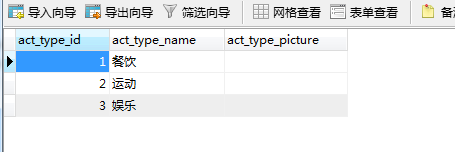 导入向导 导出向导 筛选向导 网格查看 表单查看
act_type_id act_type_name act_type_picture
1 餐饮
2 运动
3 娱乐